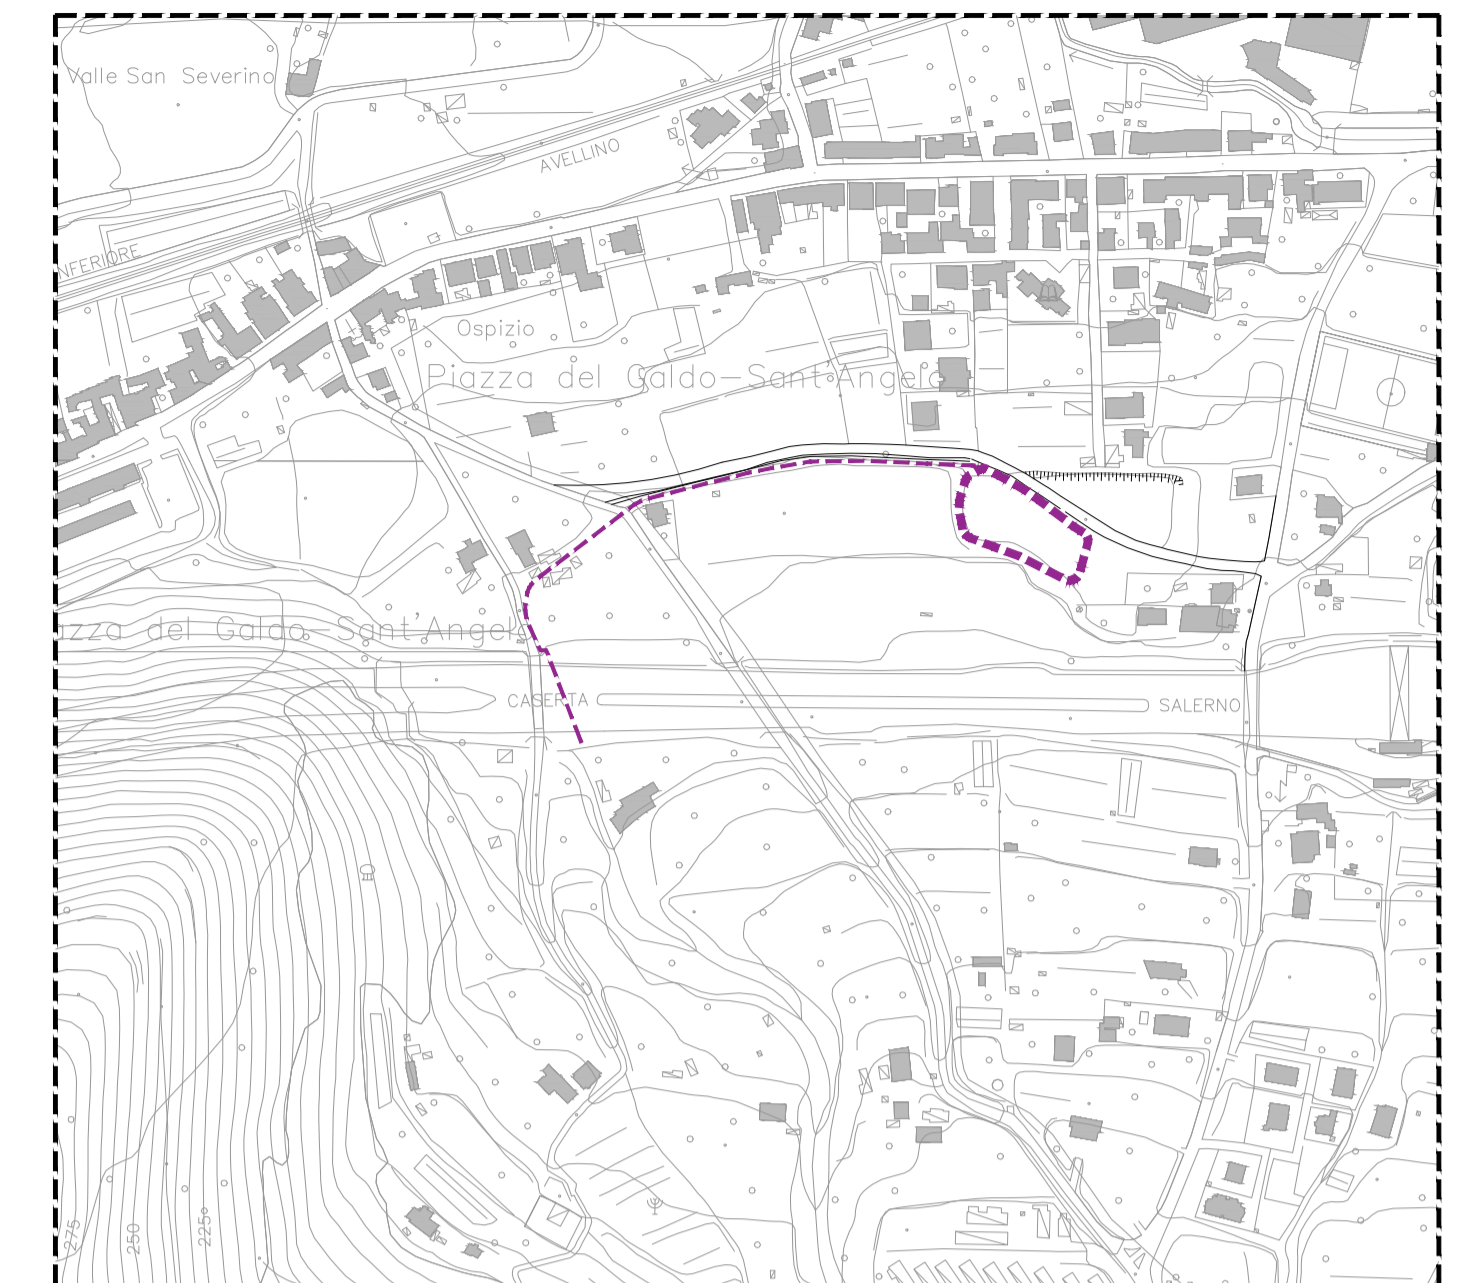 Valle San Severino
AVELLINO
NFERIORE
Ospizio
Piazza del Galdo-Sant'Angelo
azza del Galdo-Sant'Angelo
CASERTA
SALERNO
275
250
225